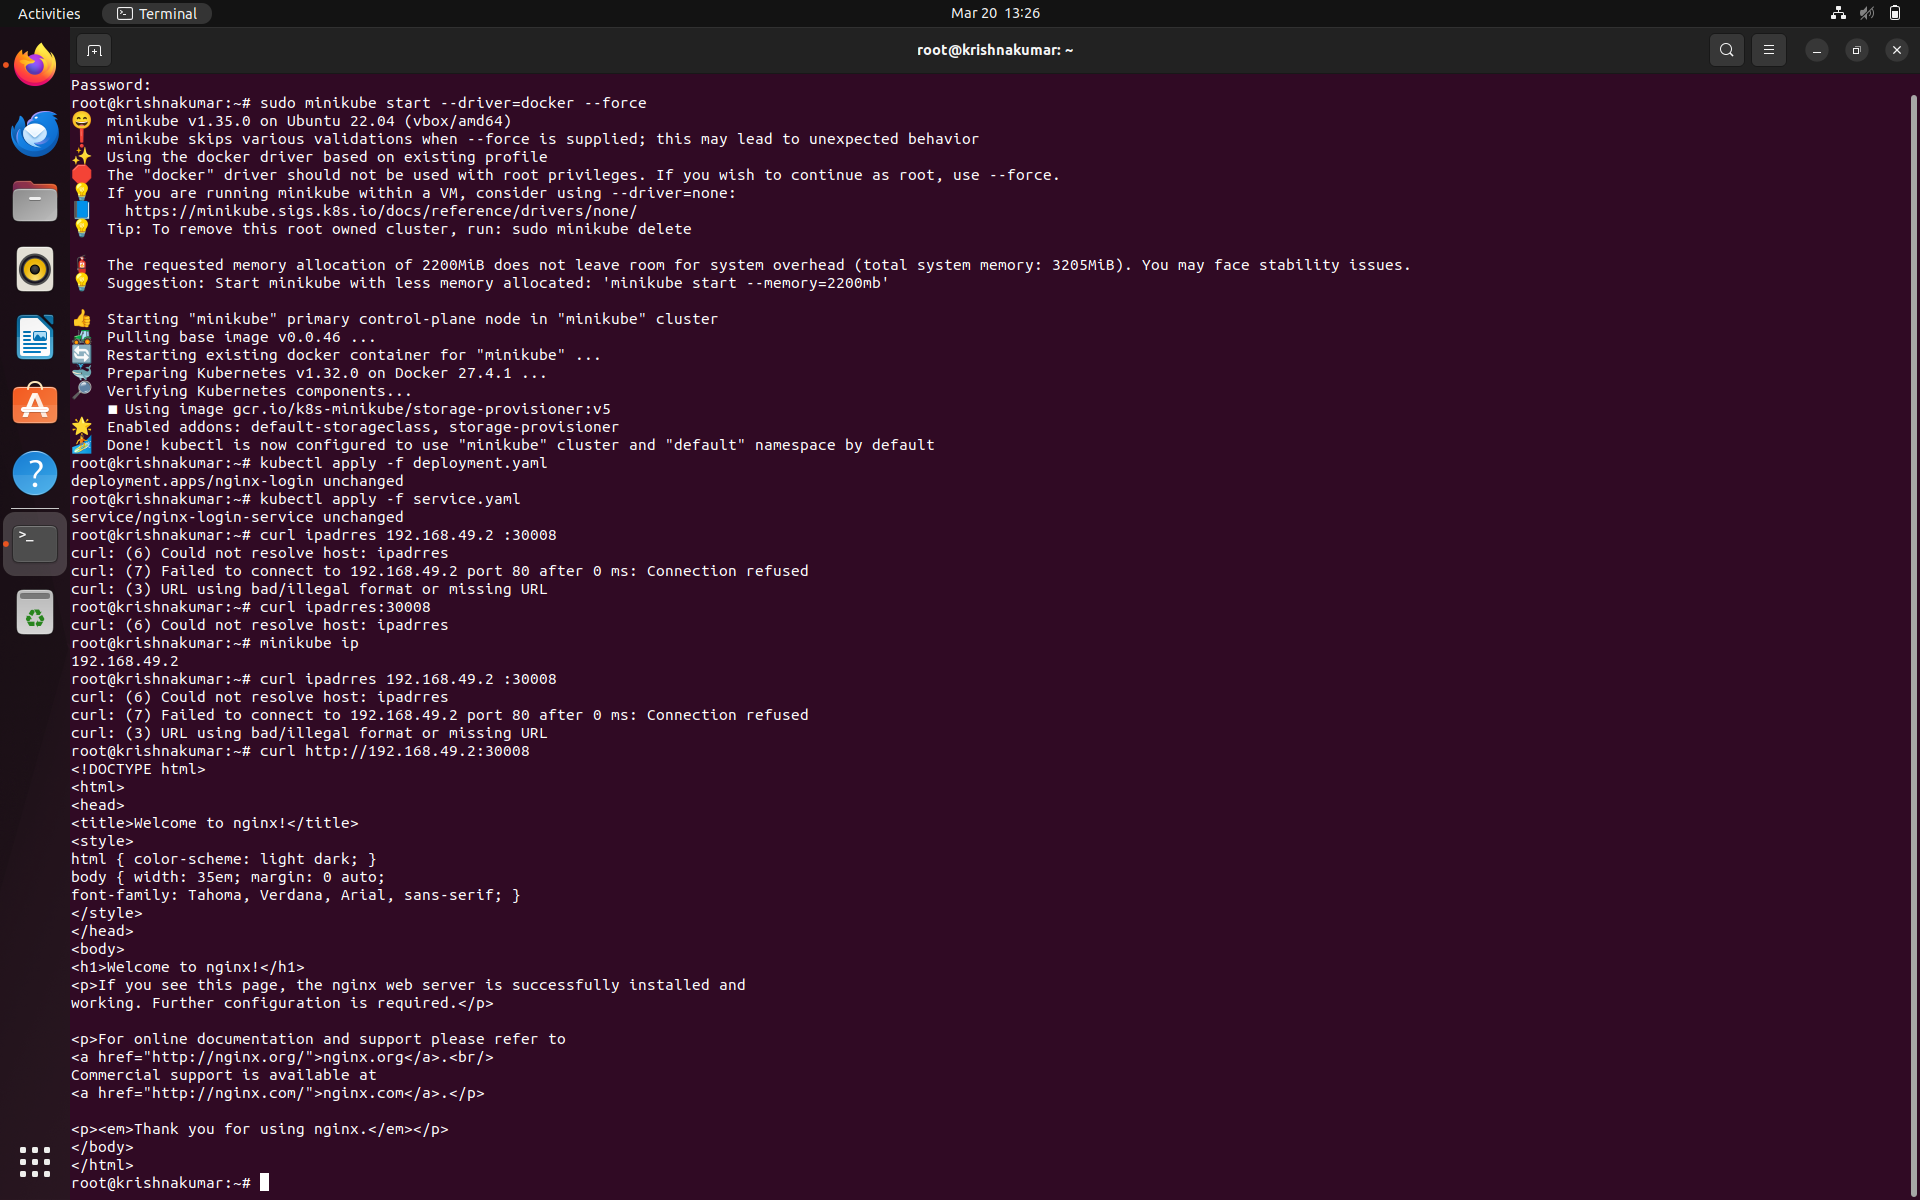 Activities
Terminal
Mar 20 13:26
root@krishnakumar: ~
Password:
root@krishnakumar:~# sudo minikube start --driver=docker --force
minikube v1.35.0 on Ubuntu 22.04 (vbox/amd64)
minikube skips various validations when --force is supplied; this may lead to unexpected behavior
Using the docker driver based on existing profile
The "docker" driver should not be used with root privileges. If you wish to continue as root, use --force.
If you are running minikube within a VM, consider using --driver=none:
https://minikube.sigs.k8s.io/docs/reference/drivers/none/
Tip: To remove this root owned cluster, run: sudo minikube delete
The requested memory allocation of 2200MiB does not leave room for system overhead (total system memory: 3205MiB). You may face stability issues.
Suggestion: Start minikube with less memory allocated: 'minikube start --memory=2200mb'
Starting "minikube" primary control-plane node in "minikube" cluster
Pulling base image v0.0.46 ...
Restarting existing docker container for "minikube" ...
Preparing Kubernetes v1.32.0 on Docker 27.4.1 ...
Verifying Kubernetes components...
■ Using image gcr.io/k8s-minikube/storage-provisioner:v5
Enabled addons: default-storageclass, storage-provisioner
Done! kubectl is now configured to use "minikube" cluster and "default" namespace by default
root@krishnakumar:~# kubectl apply -f deployment.yaml
deployment.apps/nginx-login unchanged
root@krishnakumar:~# kubectl apply -f service.yaml
service/nginx-login-service unchanged
root@krishnakumar:~# curl ipadrres 192.168.49.2 :30008
curl: (6) Could not resolve host: ipadrres
curl: (7) Failed to connect to 192.168.49.2 port 80 after 0 ms: Connection refused
curl: (3) URL using bad/illegal format or missing URL
root@krishnakumar:~# curl ipadrres:30008
curl: (6) Could not resolve host: ipadrres
root@krishnakumar:~# minikube ip
192.168.49.2
root@krishnakumar:~# curl ipadrres 192.168.49.2 :30008
curl: (6) Could not resolve host: ipadrres
curl: (7) Failed to connect to 192.168.49.2 port 80 after 0 ms: Connection refused
curl: (3) URL using bad/illegal format or missing URL
root@krishnakumar:~# curl http://192.168.49.2:30008
<!DOCTYPE html>
<html>
<head>
<title>Welcome to nginx!</title>
<style>
html { color-scheme: light dark; }
body { width: 35em; margin: 0 auto;
font-family: Tahoma, Verdana, Arial, sans-serif; }
</style>
</head>
<body>
<h1>Welcome to nginx!</h1>
<p>If you see this page, the nginx web server is successfully installed and
working. Further configuration is required.</p>
<p>For online documentation and support please refer to
<a href="http://nginx.org/">nginx.org</a>.<br/>
Commercial support is available at
<a href="http://nginx.com/">nginx.com</a>.</p>
<p><em>Thank you for using nginx.</em></p>
</body>
</html>
root@krishnakumar:~#